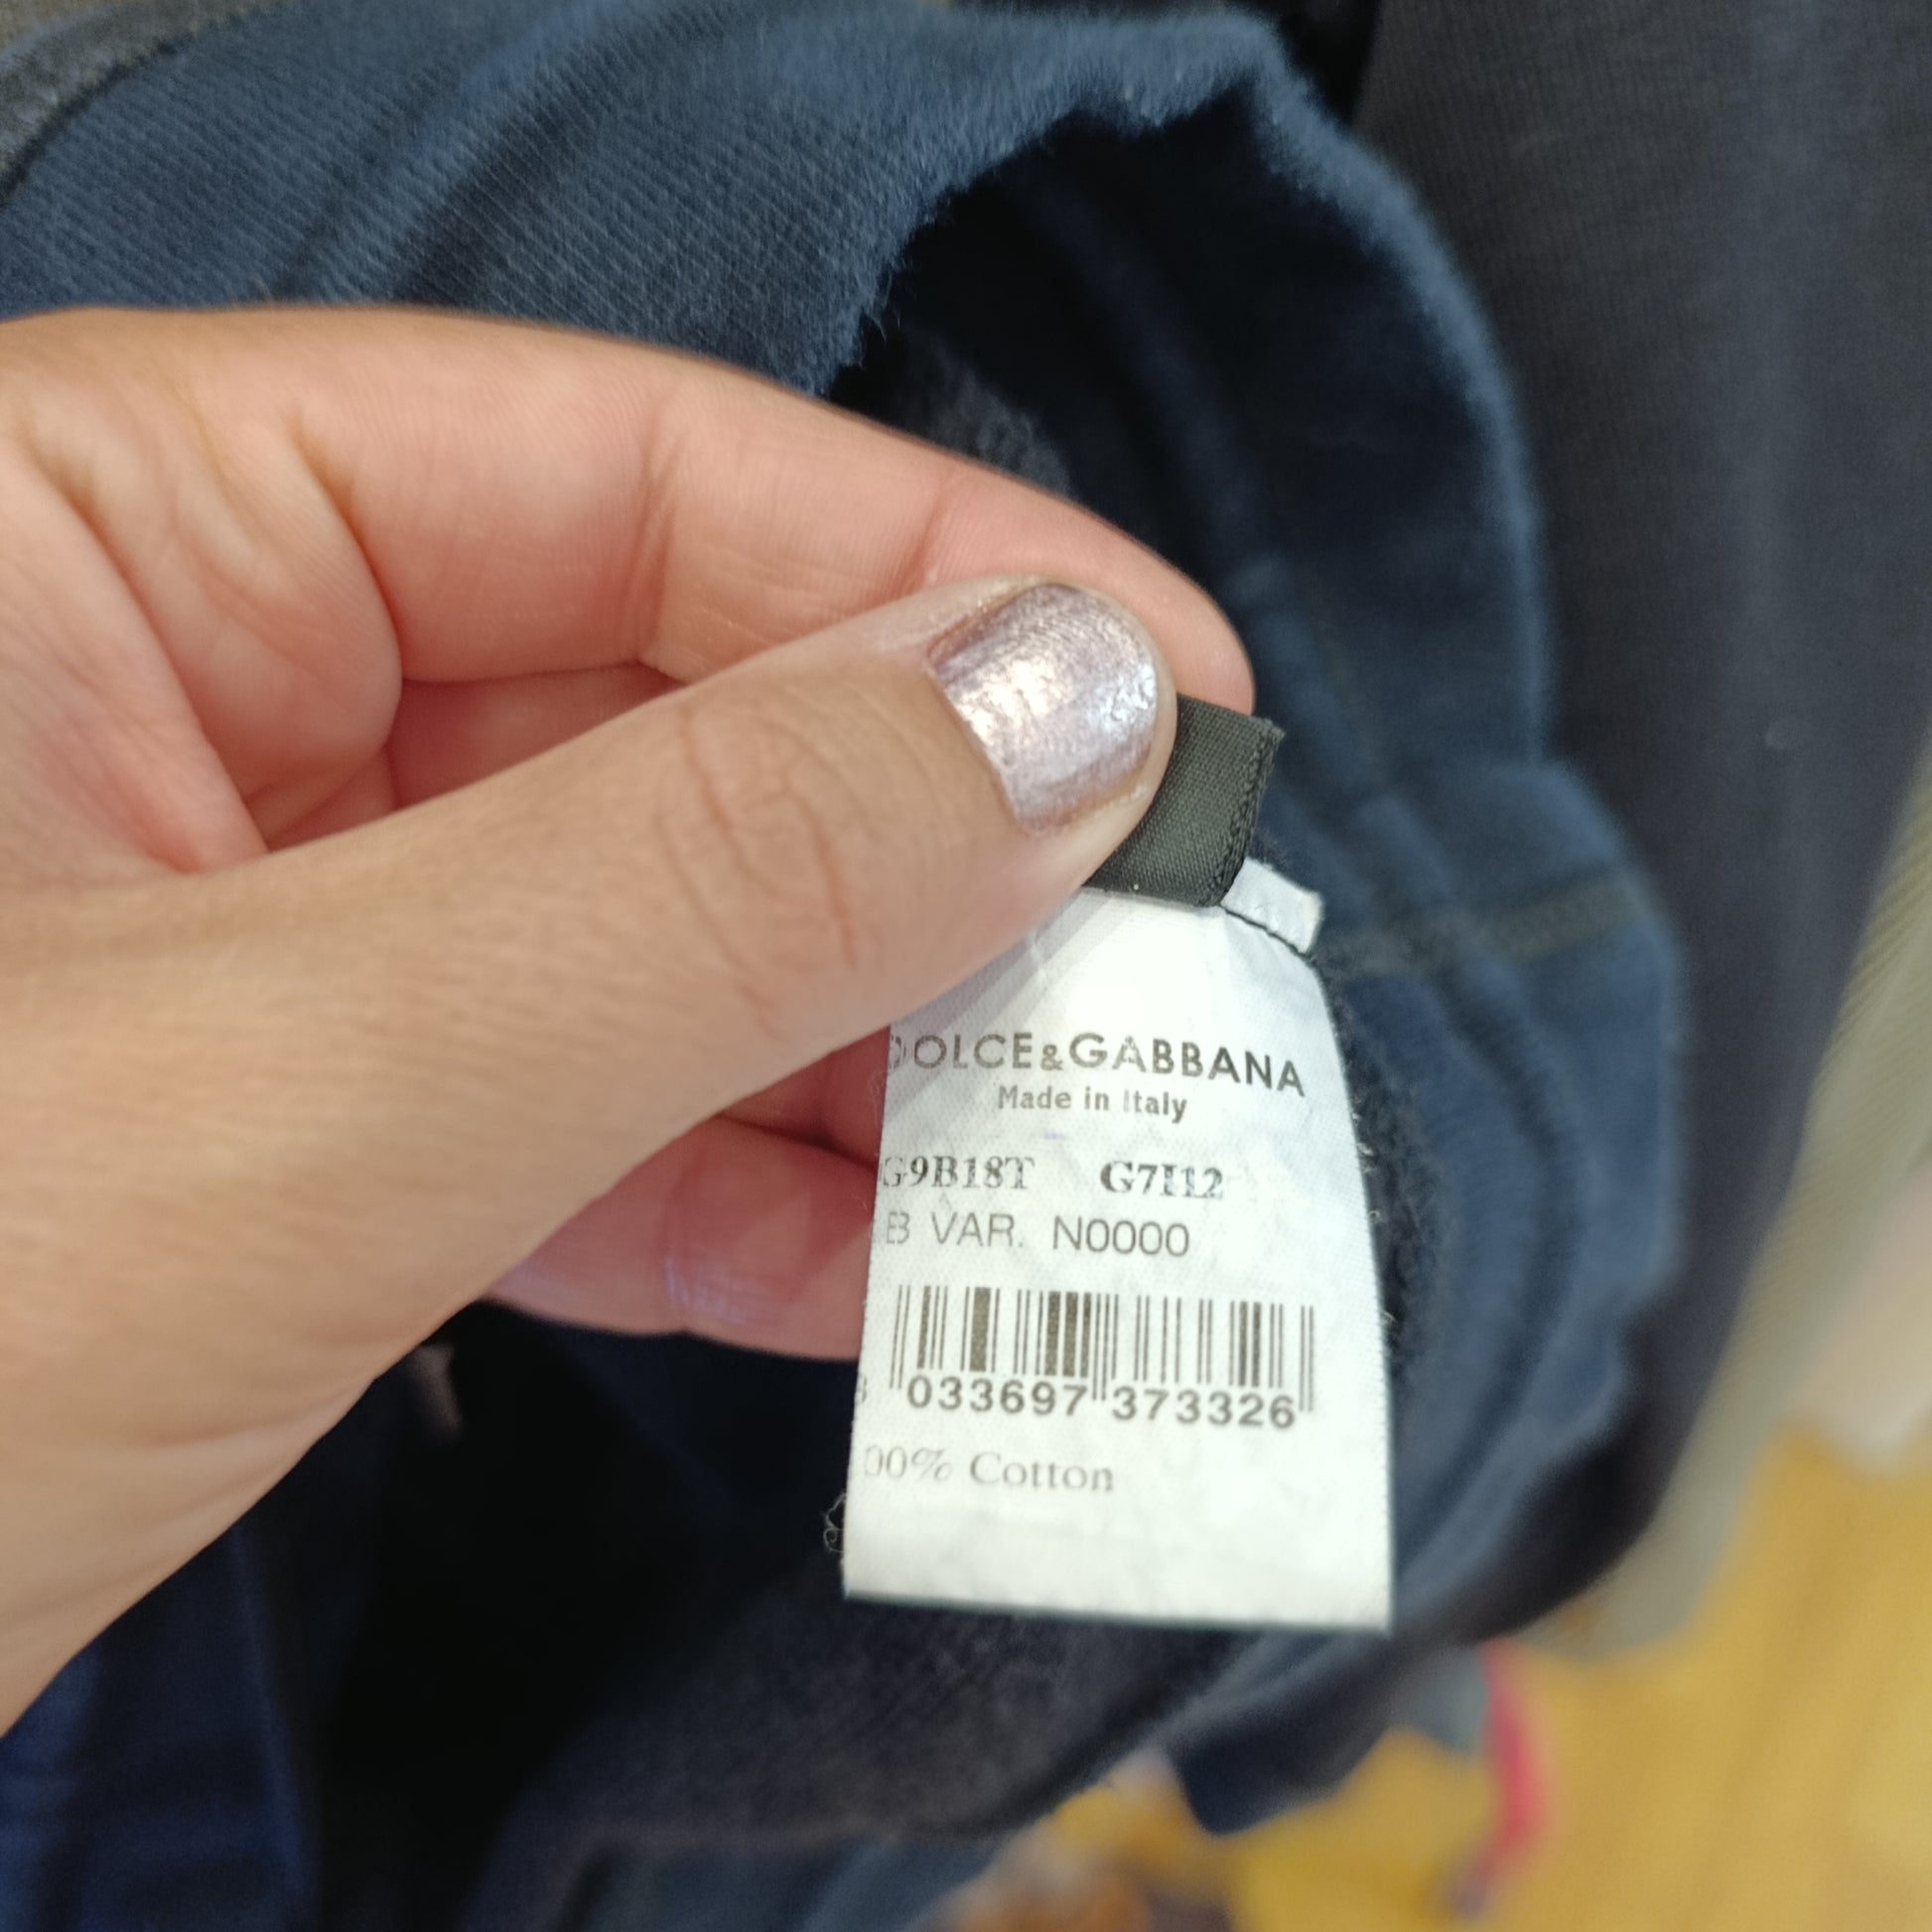 DOLCE&GABBANA
Made in Italy
G9B18T G7I12
B VAR. N0000
033697 373326
00% Cotton